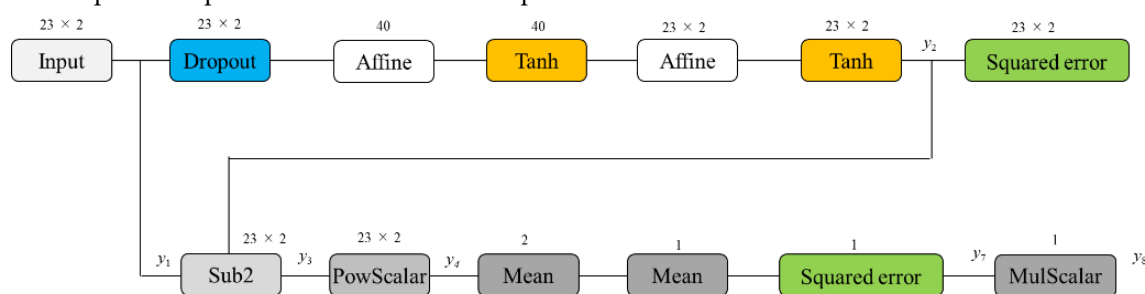 23 × 2 23 × 2 40 40 23 × 2 23 × 2 23 × 2
Input Dropout Affine Tanh Affine Tanh y2 Squared error
23 × 2 23 × 2 2 1 1 1
y1 Sub2 y3 PowScalar y4 Mean Mean Squared error y7 MulScalar y8